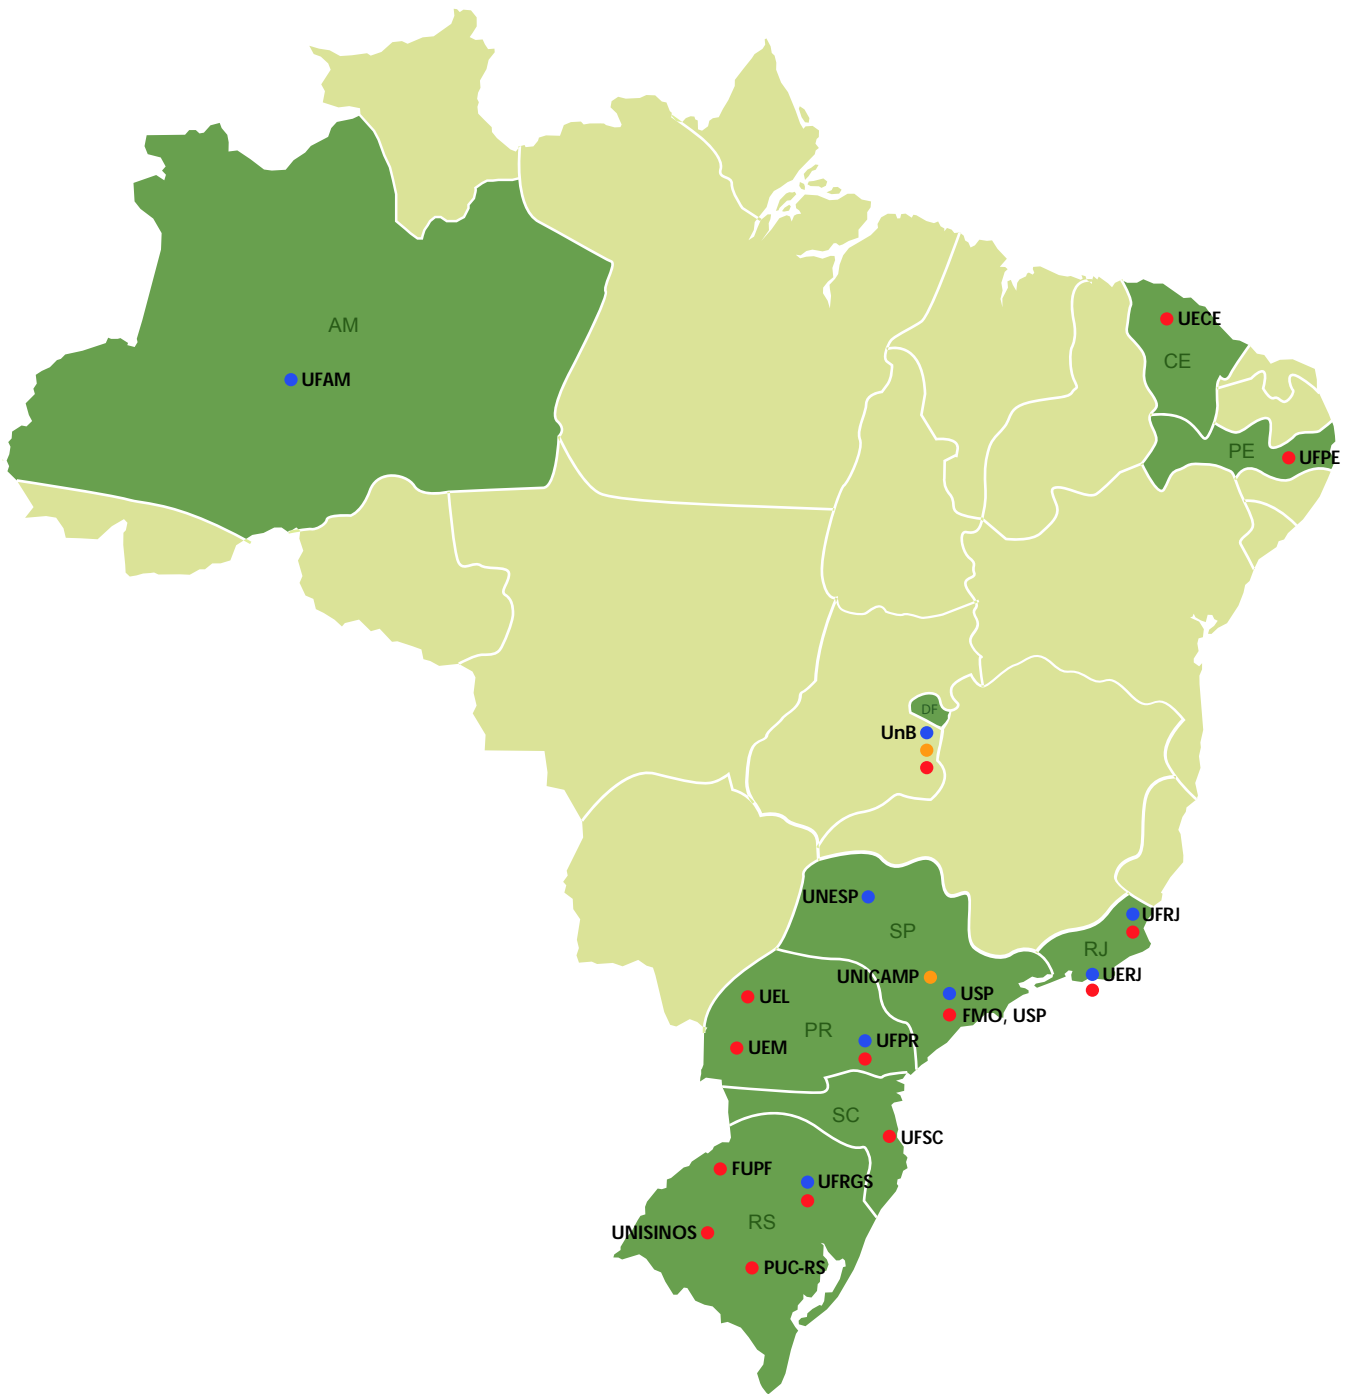 AM
UECE
CE
UFAM
PE
UFPE
DF
UnB
UNESP
UFRJ
SP
RJ
UNICAMP
UERJ
USP
UEL
FMO, USP
PR
UFPR
UEM
SC
UFSC
FUPF
UFRGS
RS
UNISINOS
PUC-RS